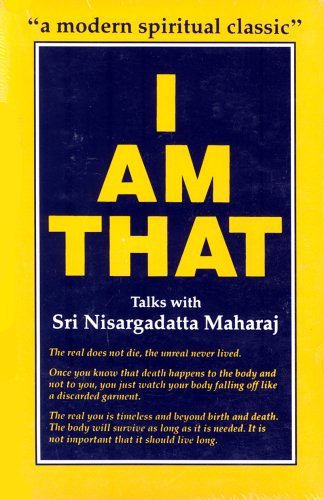 “a modern spiritual classic”
I
AM
THAT
Talks with
Sri Nisargadatta Maharaj
The real does not die, the unreal never lived.
Once you know that death happens to the body and
not to you, you just watch your body falling off like
a discarded garment.
The real you is timeless and beyond birth and death.
The body will survive as long as it is needed. It is
not important that it should live long.